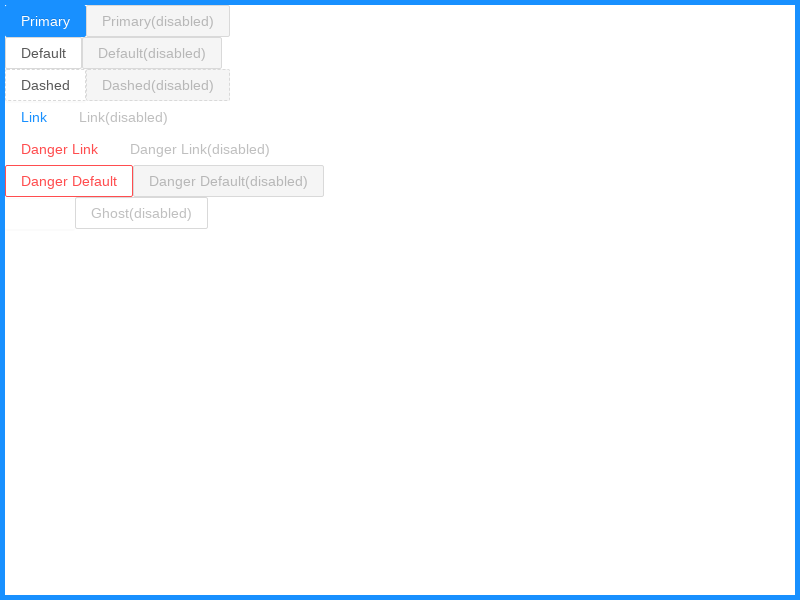 Primary Primary(disabled)
Default Default(disabled)
Dashed Dashed(disabled)
Link Link(disabled)
Danger Link Danger Link(disabled)
Danger Default Danger Default(disabled)
Ghost(disabled)